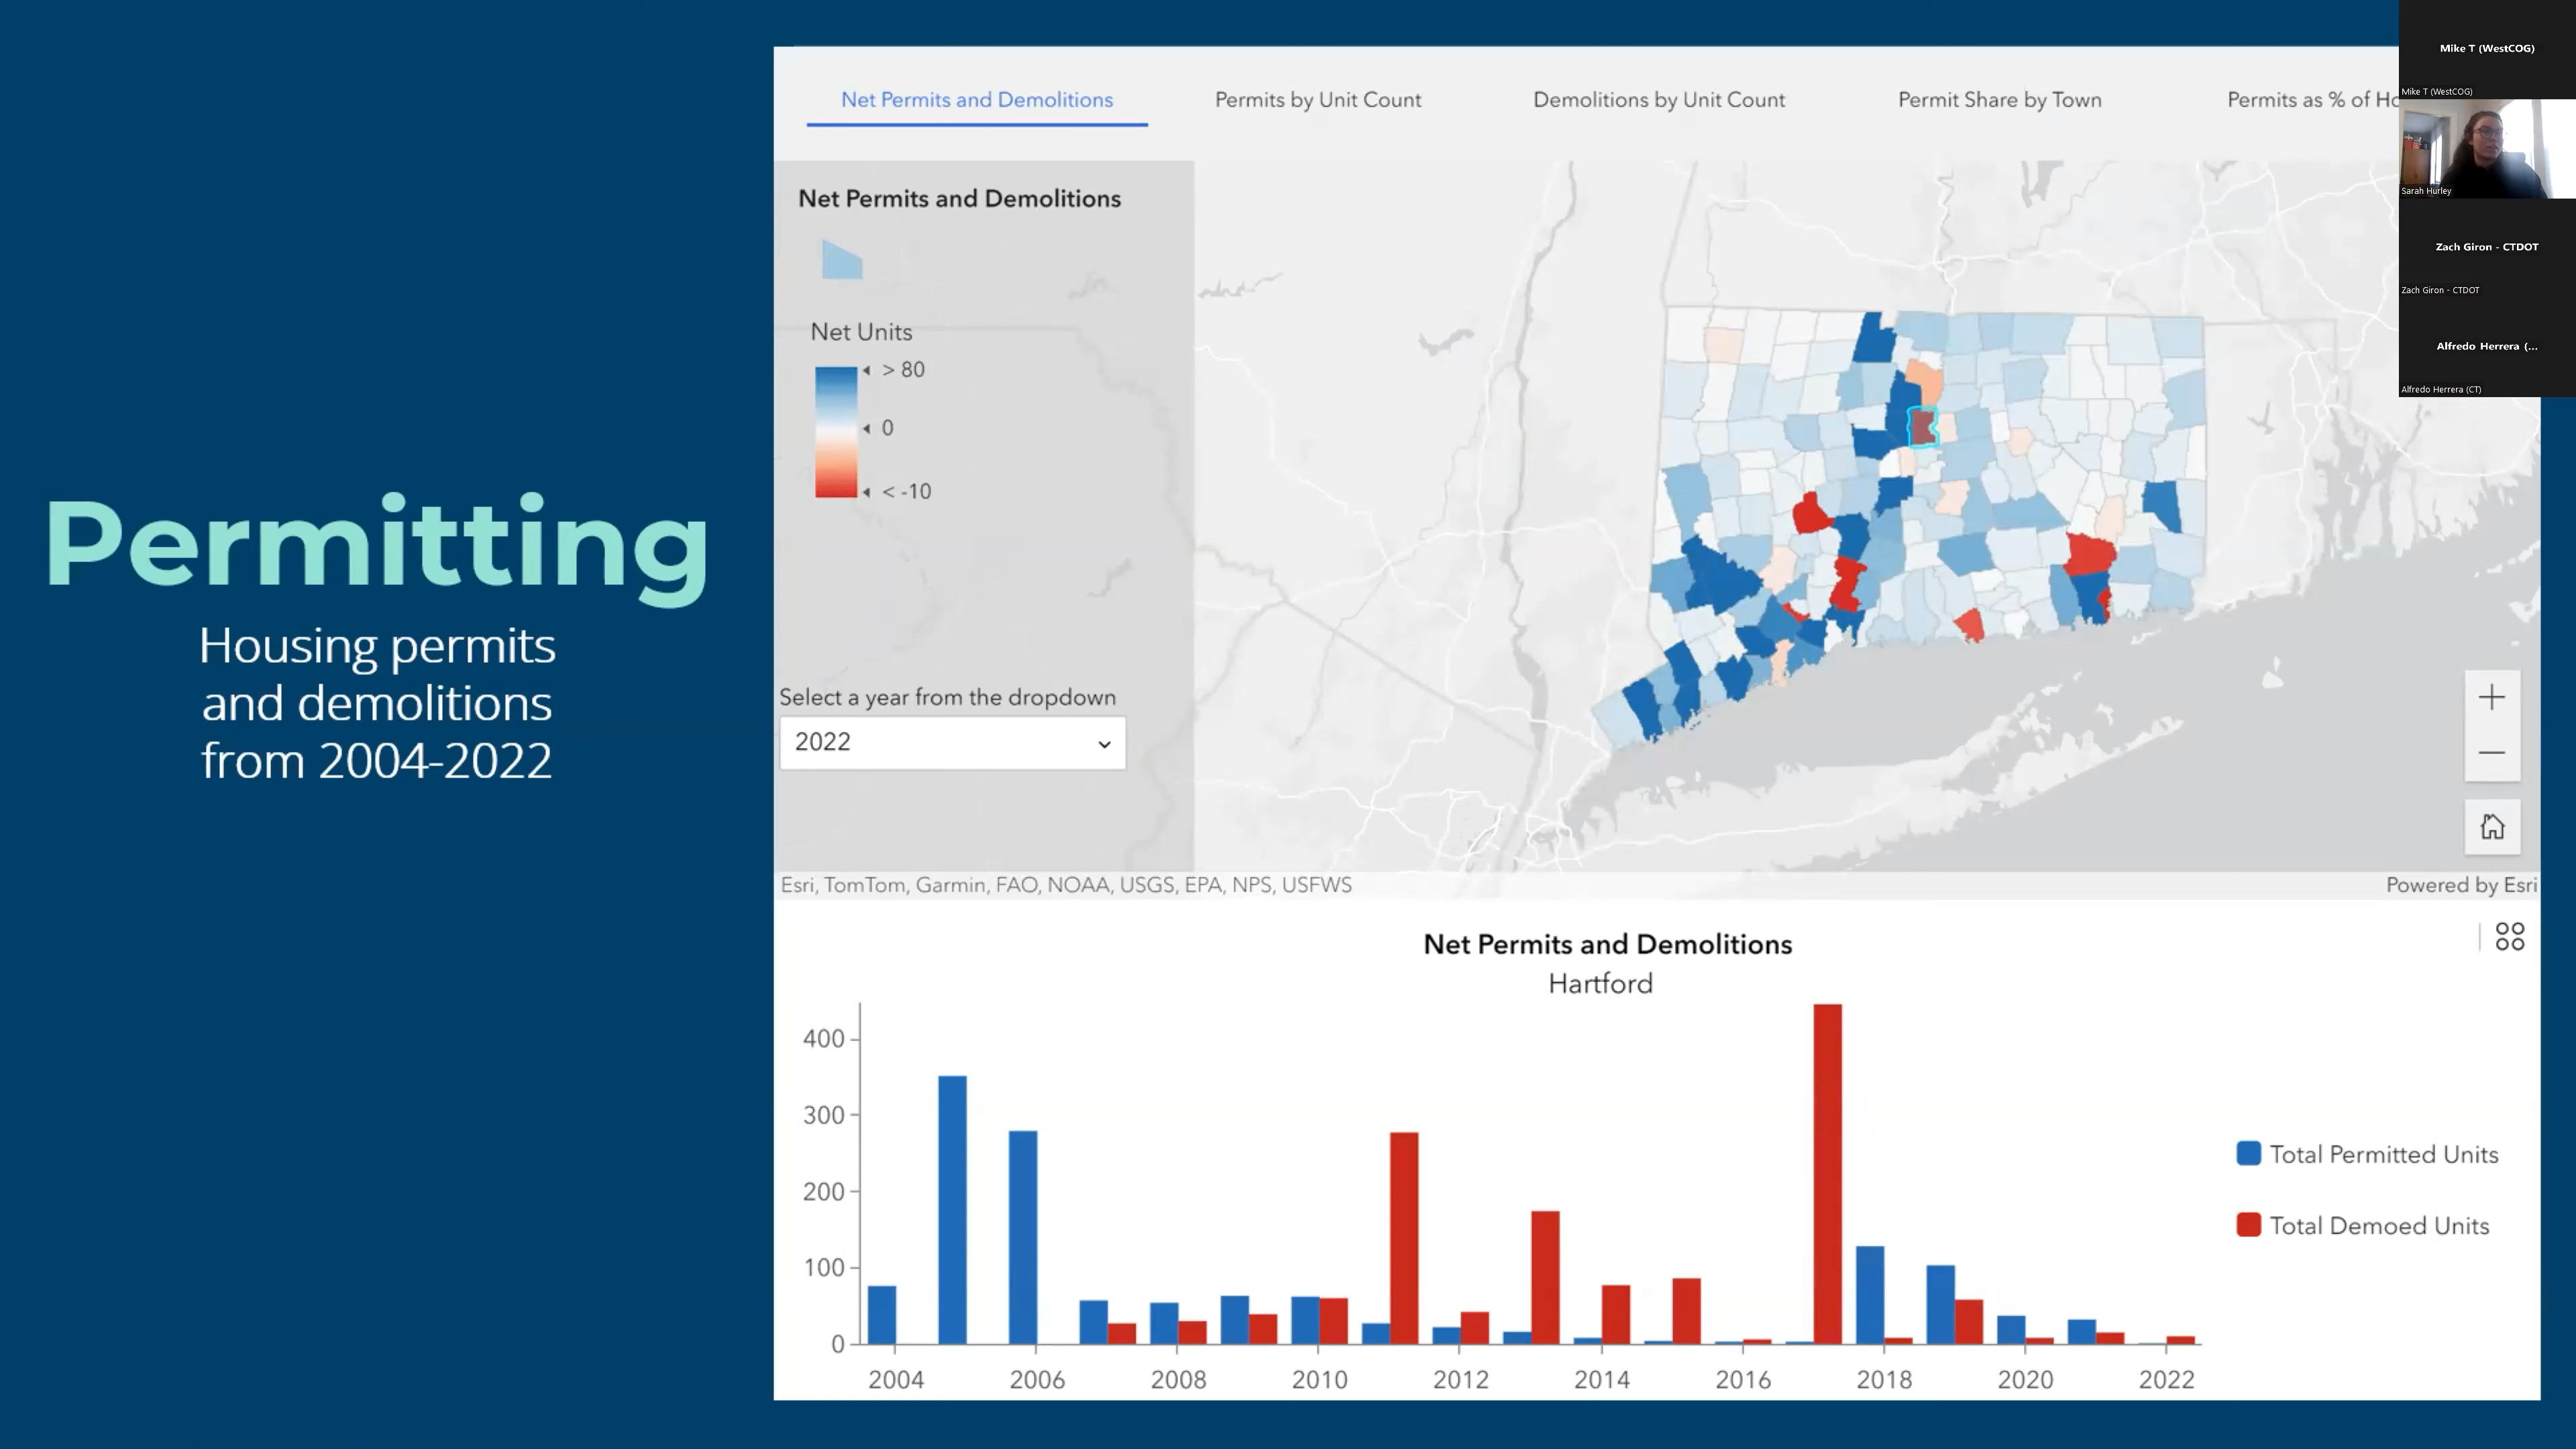 Permitting
Housing permits
and demolitions
from 2004-2022
Net Permits and Demolitions
Permits by Unit Count
Demolitions by Unit Count
Permit Share by Town
Permits as % of Ho
Net Permits and Demolitions
Net Units
> 80
0
< -10
Select a year from the dropdown
2022
Esri, TomTom, Garmin, FAO, NOAA, USGS, EPA, NPS, USFWS
Powered by Esri
Net Permits and Demolitions
Hartford
400
300
200
100
0
2004 2006 2008 2010 2012 2014 2016 2018 2020 2022
Total Permitted Units
Total Demoed Units
Mike T (WestCOG)
Mike T (WestCOG)
Sarah Hurley
Zach Giron - CTDOT
Zach Giron - CTDOT
Alfredo Herrera (...
Alfredo Herrera (CT)